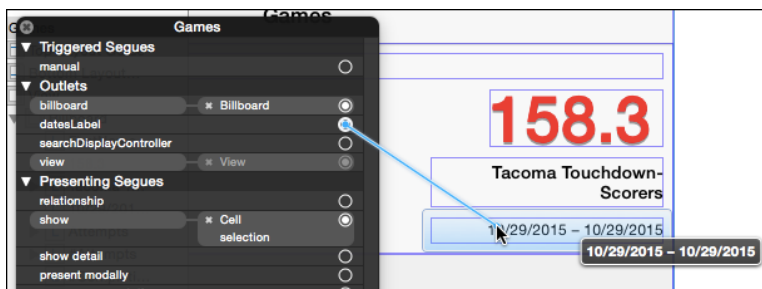 Games
Games
Triggered Segues
manual
Outlets
billboard
Billboard
datesLabel
searchDisplayController
view
View
Presenting Segues
relationship
show
Cell
selection
show detail
present modally
158.3
Tacoma Touchdown-
Scorers
10/29/2015 – 10/29/2015
10/29/2015 – 10/29/2015